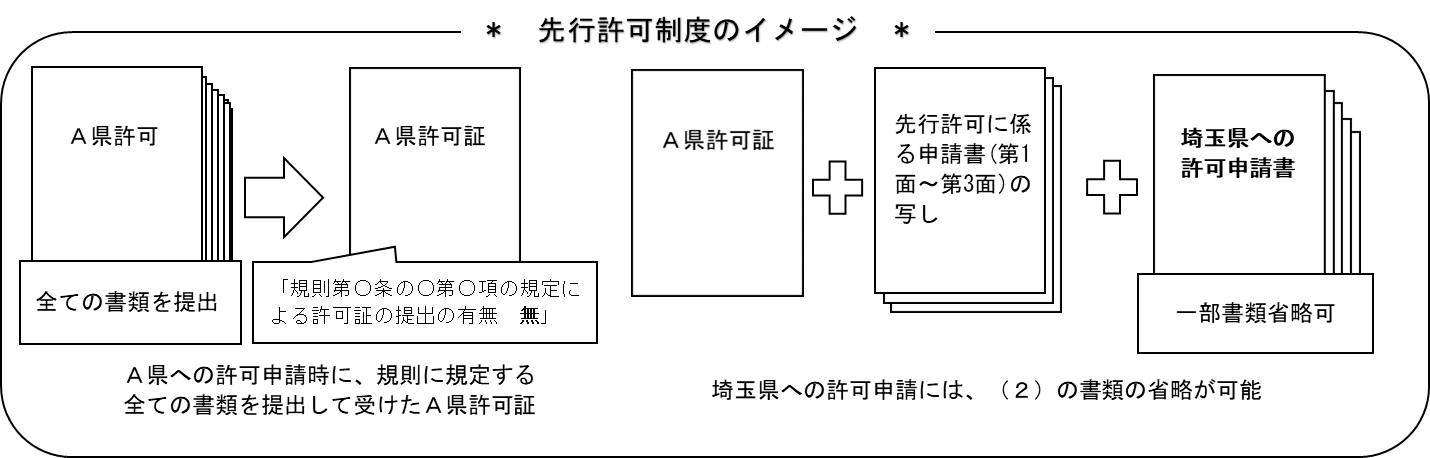 ＊　先行許可制度のイメージ　＊
Ａ県許可
全ての書類を提出
Ａ県許可証
「規則第〇条の〇第〇項の規定に
よる許可証の提出の有無　無」
Ａ県への許可申請時に、規則に規定する
全ての書類を提出して受けたＡ県許可証
Ａ県許可証
先行許可に係
る申請書(第1
面～第3面)の
写し
埼玉県への
許可申請書
一部書類省略可
埼玉県への許可申請には、（２）の書類の省略が可能